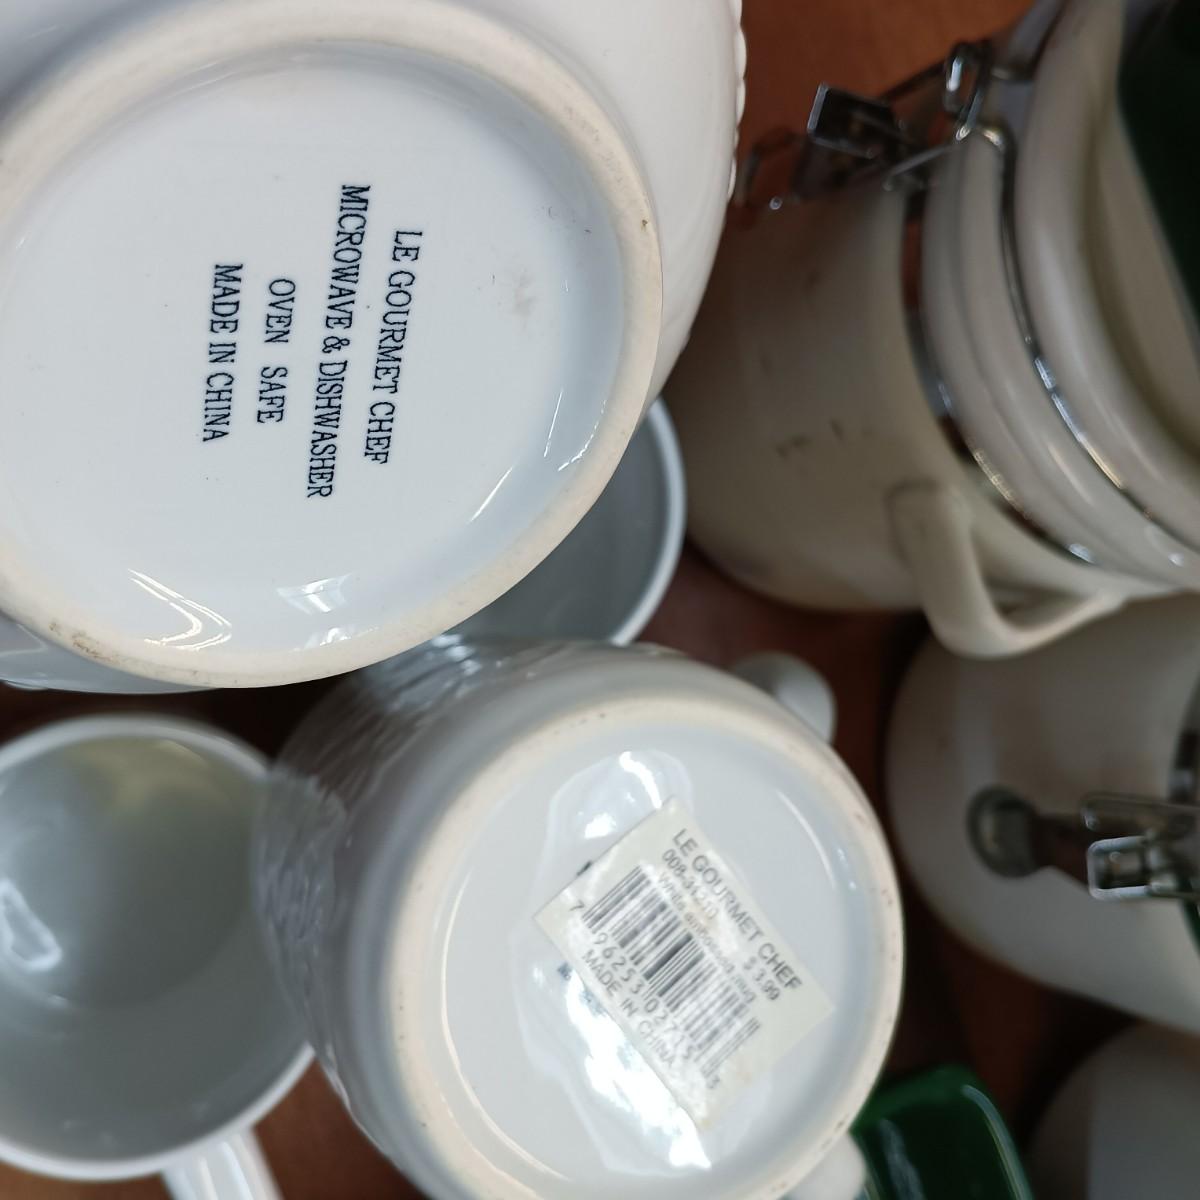 LE GOURMET CHEF
MICROWAVE & DISHWASHER
OVEN SAFE
MADE IN CHINA
LE GOURMET CHEF
$ 3.99
MADE IN CHINA